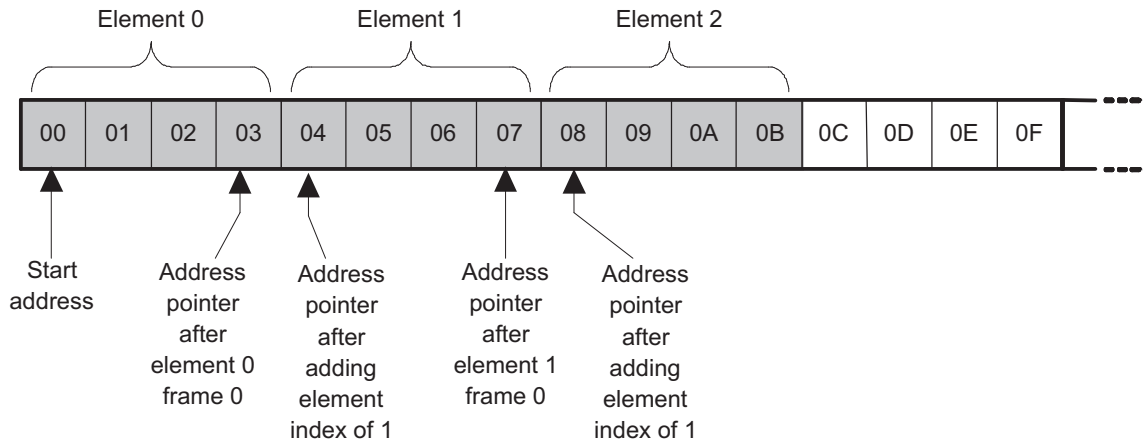 Element 0 Element 1 Element 2
00 01 02 03 04 05 06 07 08 09 0A 0B 0C 0D 0E 0F
Start
address
Address
pointer
after
element 0
frame 0
Address
pointer
after
adding
element
index of 1
Address
pointer
after
element 1
frame 0
Address
pointer
after
adding
element
index of 1